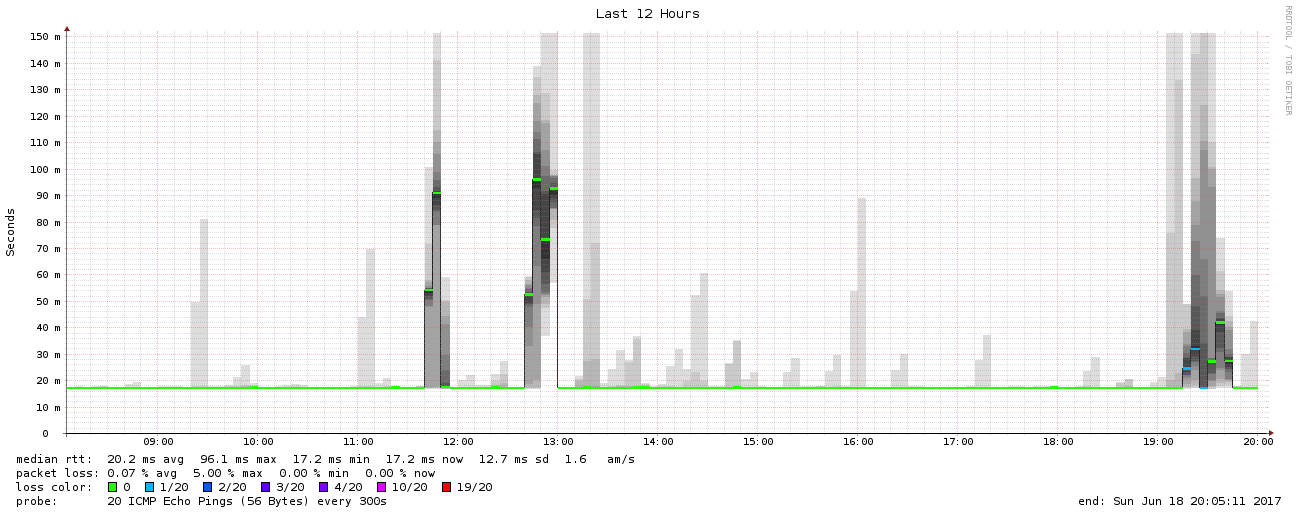 Last 12 Hours
RRDTOOL / TOBI OETIKER
Seconds
150 m
140 m
130 m
120 m
110 m
100 m
90 m
80 m
70 m
60 m
50 m
40 m
30 m
20 m
10 m
0
09:00 10:00 11:00 12:00 13:00 14:00 15:00 16:00 17:00 18:00 19:00 20:00
median rtt: 20.2 ms avg 96.1 ms max 17.2 ms min 17.2 ms now 12.7 ms sd 1.6 am/s
packet loss: 0.07 % avg 5.00 % max 0.00 % min 0.00 % now
loss color: 0 1/20 2/20 3/20 4/20 10/20 19/20
probe: 20 ICMP Echo Pings (56 Bytes) every 300s end: Sun Jun 18 20:05:11 2017